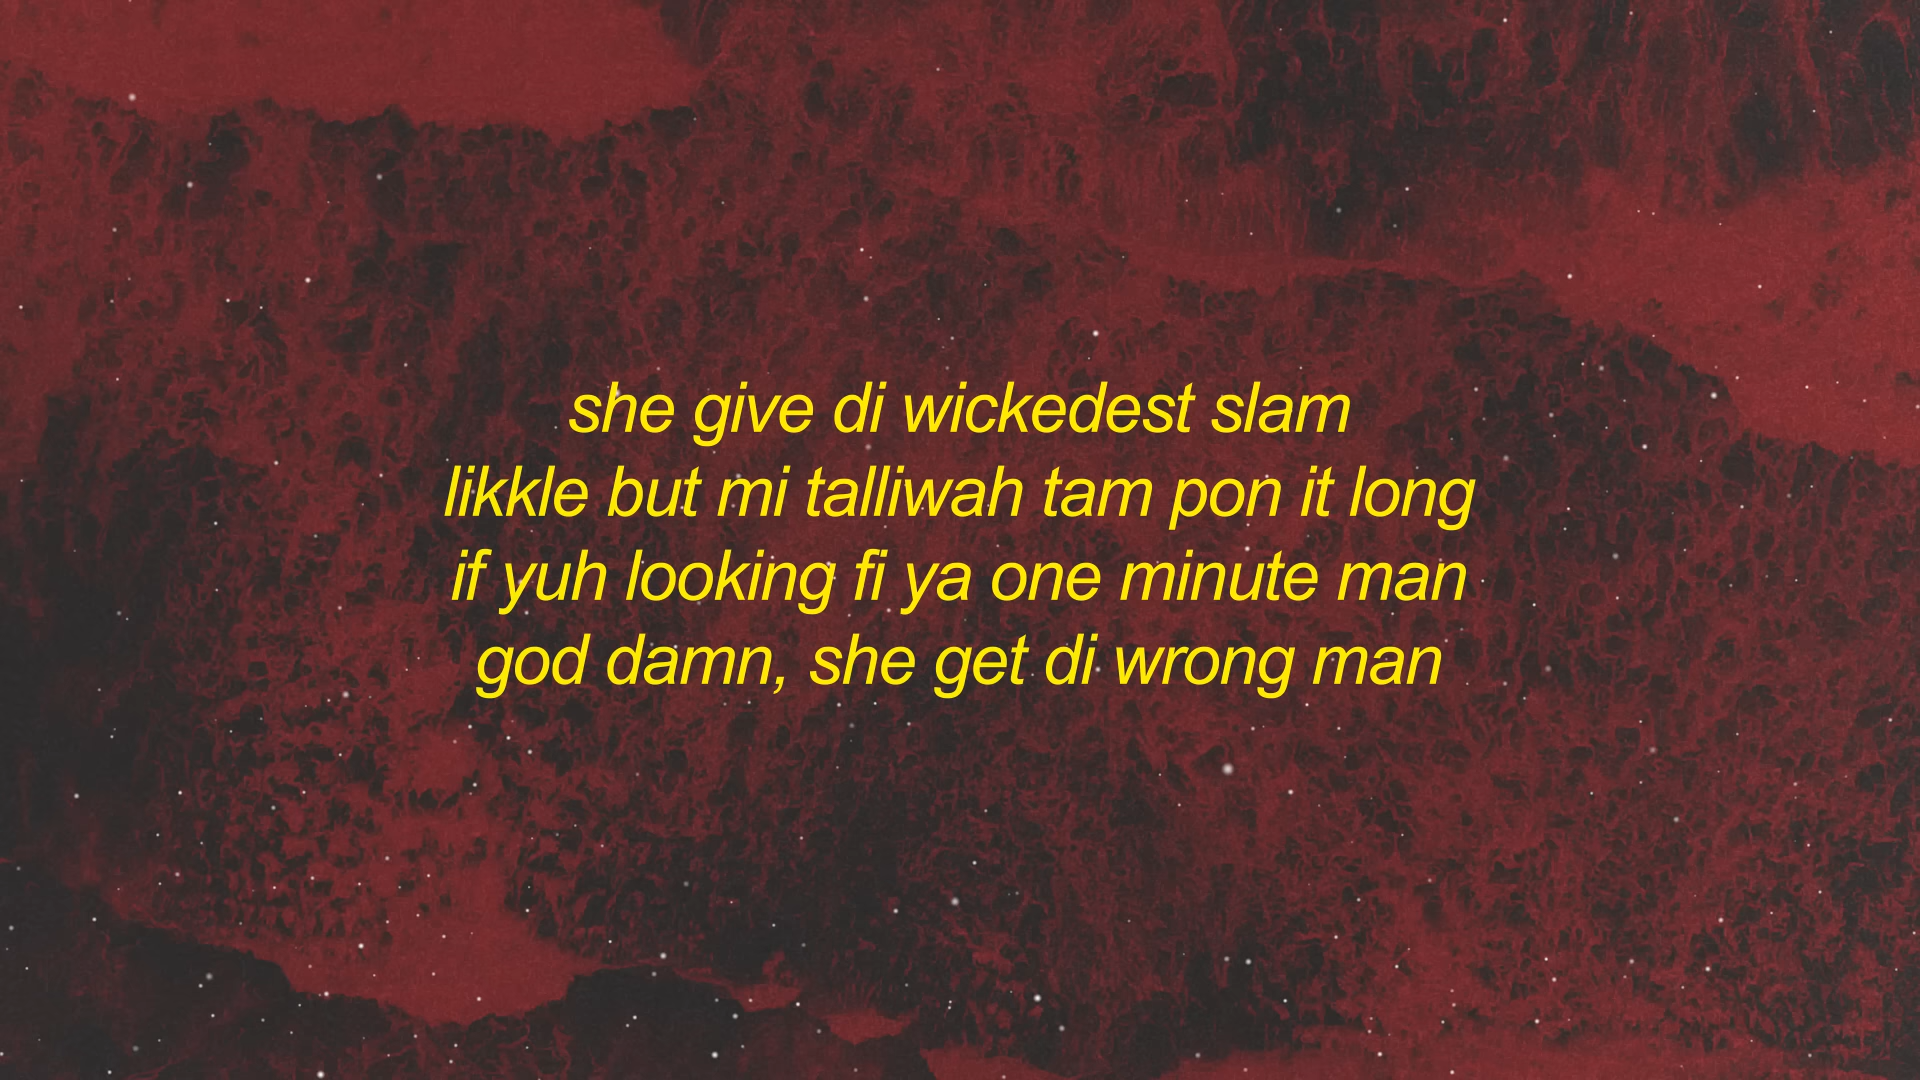 she give di wickedest slam
likkle but mi talliwah tam pon it long
if yuh looking fi ya one minute man
god damn, she get di wrong man